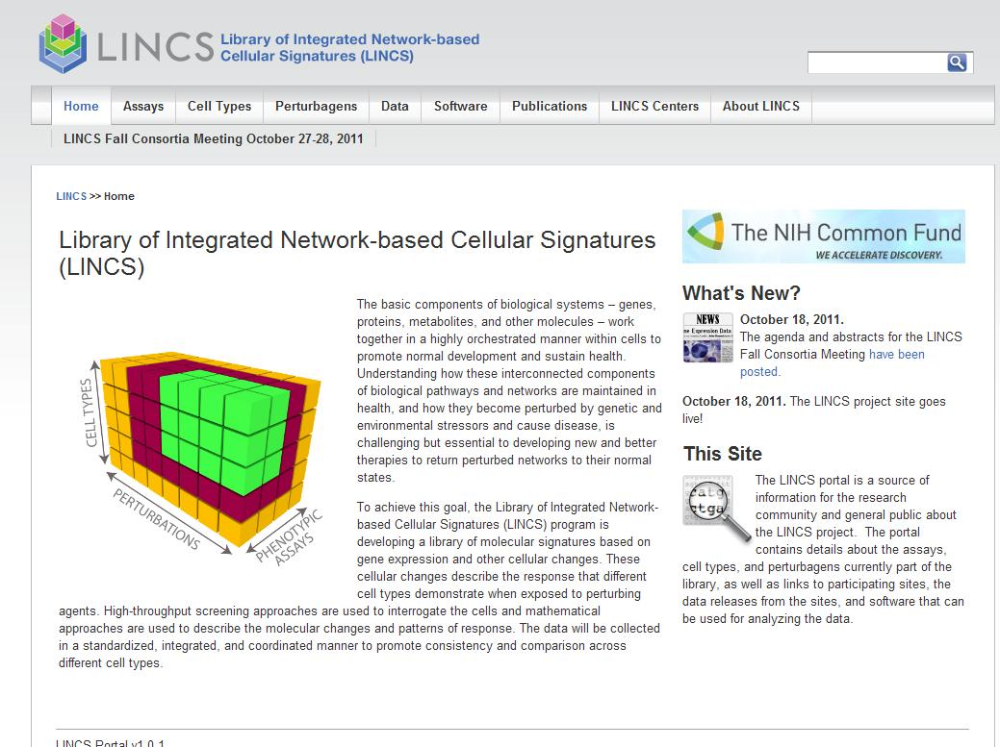 LINCS
Library of Integrated Network-based
Cellular Signatures (LINCS)
Home Assays Cell Types Perturbagens Data Software Publications LINCS Centers About LINCS
LINCS Fall Consortia Meeting October 27-28, 2011
LINCS >> Home
Library of Integrated Network-based Cellular Signatures
(LINCS)
CELL TYPES
PERTURBATIONS
PHENOTYPIC
ASSAYS
The basic components of biological systems – genes,
proteins, metabolites, and other molecules – work
together in a highly orchestrated manner within cells to
promote normal development and sustain health.
Understanding how these interconnected components
of biological pathways and networks are maintained in
health, and how they become perturbed by genetic and
environmental stressors and cause disease, is
challenging but essential to developing new and better
therapies to return perturbed networks to their normal
states.
To achieve this goal, the Library of Integrated Network-
based Cellular Signatures (LINCS) program is
developing a library of molecular signatures based on
gene expression and other cellular changes. These
cellular changes describe the response that different
cell types demonstrate when exposed to perturbing
agents. High-throughput screening approaches are used to interrogate the cells and mathematical
approaches are used to describe the molecular changes and patterns of response. The data will be collected
in a standardized, integrated, and coordinated manner to promote consistency and comparison across
different cell types.
The NIH Common Fund
WE ACCELERATE DISCOVERY.
What's New?
NEWS
ne Expression Data
October 18, 2011.
The agenda and abstracts for the LINCS
Fall Consortia Meeting have been
posted.
October 18, 2011. The LINCS project site goes
live!
This Site
catg
ctga
The LINCS portal is a source of
information for the research
community and general public about
the LINCS project. The portal
contains details about the assays,
cell types, and perturbagens currently part of the
library, as well as links to participating sites, the
data releases from the sites, and software that can
be used for analyzing the data.
LINCS Portal v1.0.1